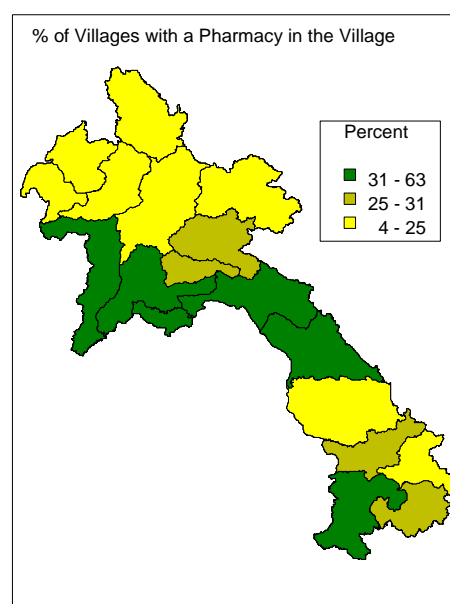 % of Villages with a Pharmacy in the Village
Percent
31 - 63
25 - 31
4 - 25